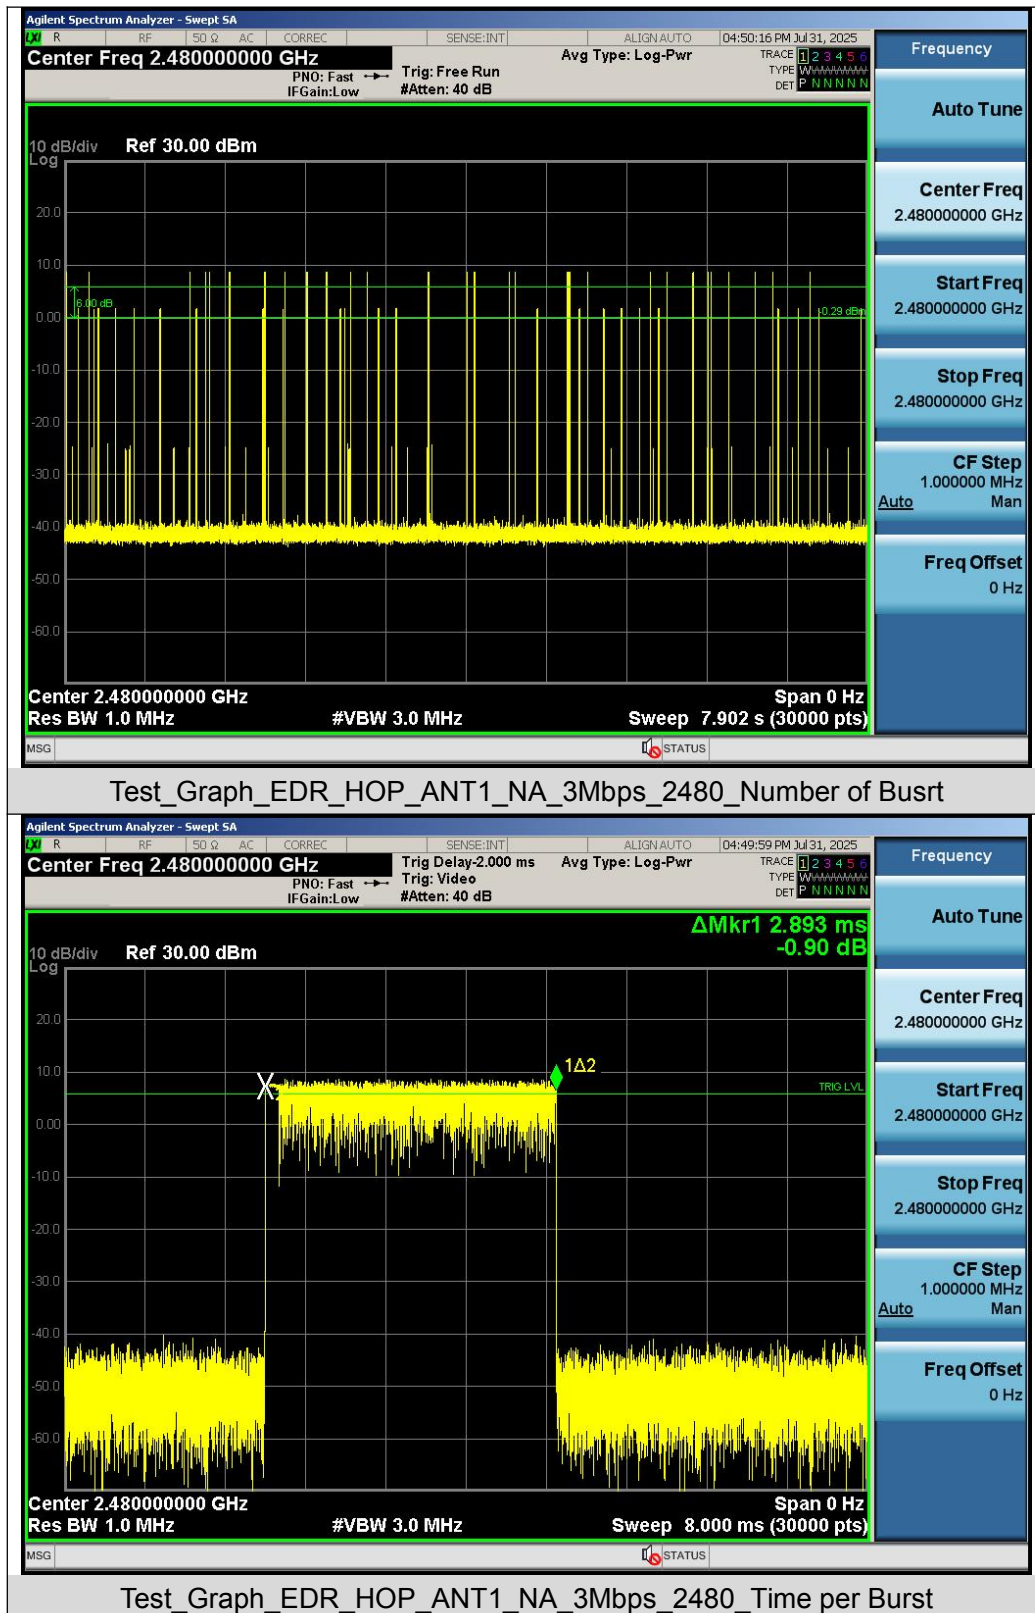 Agilent Spectrum Analyzer - Swept SA
LXI R RF 50 Ω AC CORREC SENSE:INT ALIGN AUTO 04:50:16 PM Jul 31, 2025
Center Freq 2.480000000 GHz
PNO: Fast
IFGain:Low
Trig: Free Run
#Atten: 40 dB
Avg Type: Log-Pwr
TRACE 1 2 3 4 5 6
TYPE W
DET P N N N N N
Frequency
Auto Tune
Center Freq
2.480000000 GHz
Start Freq
2.480000000 GHz
Stop Freq
2.480000000 GHz
CF Step
1.000000 MHz
Auto Man
Freq Offset
0 Hz
10 dB/div Ref 30.00 dBm
Log
20.0
10.0
6.00 dB
0.00
-0.29 dBm
-10.0
-20.0
-30.0
-40.0
-50.0
-60.0
Center 2.480000000 GHz Span 0 Hz
Res BW 1.0 MHz #VBW 3.0 MHz Sweep 7.902 s (30000 pts)
MSG STATUS
Test_Graph_EDR_HOP_ANT1_NA_3Mbps_2480_Number of Busrt
Agilent Spectrum Analyzer - Swept SA
LXI R RF 50 Ω AC CORREC SENSE:INT ALIGN AUTO 04:49:59 PM Jul 31, 2025
Center Freq 2.480000000 GHz
PNO: Fast
IFGain:Low
Trig Delay-2.000 ms
Trig: Video
#Atten: 40 dB
Avg Type: Log-Pwr
TRACE 1 2 3 4 5 6
TYPE W
DET P N N N N N
Frequency
Auto Tune
Center Freq
2.480000000 GHz
Start Freq
2.480000000 GHz
Stop Freq
2.480000000 GHz
CF Step
1.000000 MHz
Auto Man
Freq Offset
0 Hz
ΔMkr1 2.893 ms
-0.90 dB
10 dB/div Ref 30.00 dBm
Log
20.0
10.0
1Δ2
TRIG LVL
0.00
-10.0
-20.0
-30.0
-40.0
-50.0
-60.0
Center 2.480000000 GHz Span 0 Hz
Res BW 1.0 MHz #VBW 3.0 MHz Sweep 8.000 ms (30000 pts)
MSG STATUS
Test_Graph_EDR_HOP_ANT1_NA_3Mbps_2480_Time per Burst